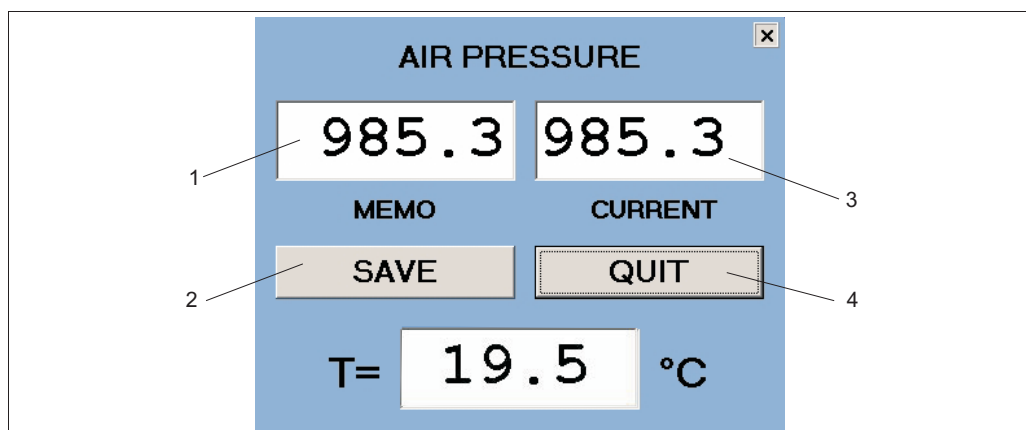 AIR PRESSURE
985.3 985.3
1
3
MEMO CURRENT
SAVE QUIT
2
4
T= 19.5 °C